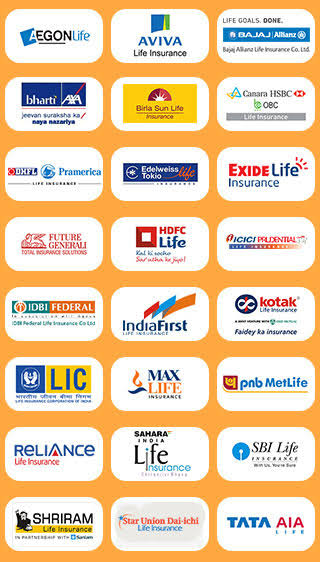 AEGON Life
AVIVA
Life Insurance
LIFE GOALS. DONE.
BAJAJ Allianz
Bajaj Allianz Life Insurance Co. Ltd.
bharti AXA
jeevan suraksha ka
naya nazariya
Birla Sun Life
Insurance
Canara HSBC
OBC
Life Insurance
DHFL Pramerica
LIFE INSURANCE
Edelweiss
Tokio life
INSURANCE
EXIDE Life
Insurance
FUTURE
GENERALI
TOTAL INSURANCE SOLUTIONS
HDFC
Life
Kal ki socho
Sar utha ke jiyo!
ICICI PRUDENTIAL
LIFE INSURANCE
IDBI FEDERAL
IDBI Federal Life Insurance Co Ltd
IndiaFirst
LIFE INSURANCE
kotak
Life Insurance
Faidey ka insurance
LIC
भारतीय जीवन बीमा निगम
LIFE INSURANCE CORPORATION OF INDIA
MAX
LIFE
INSURANCE
pnb MetLife
RELIANCE
Life Insurance
SAHARA
INDIA
Life
Insurance
SBI Life
INSURANCE
With Us, You're Sure
SHRIRAM
Life Insurance
IN PARTNERSHIP WITH Sanlam
Star Union Dai-ichi
Life Insurance
TATA AIA
LIFE